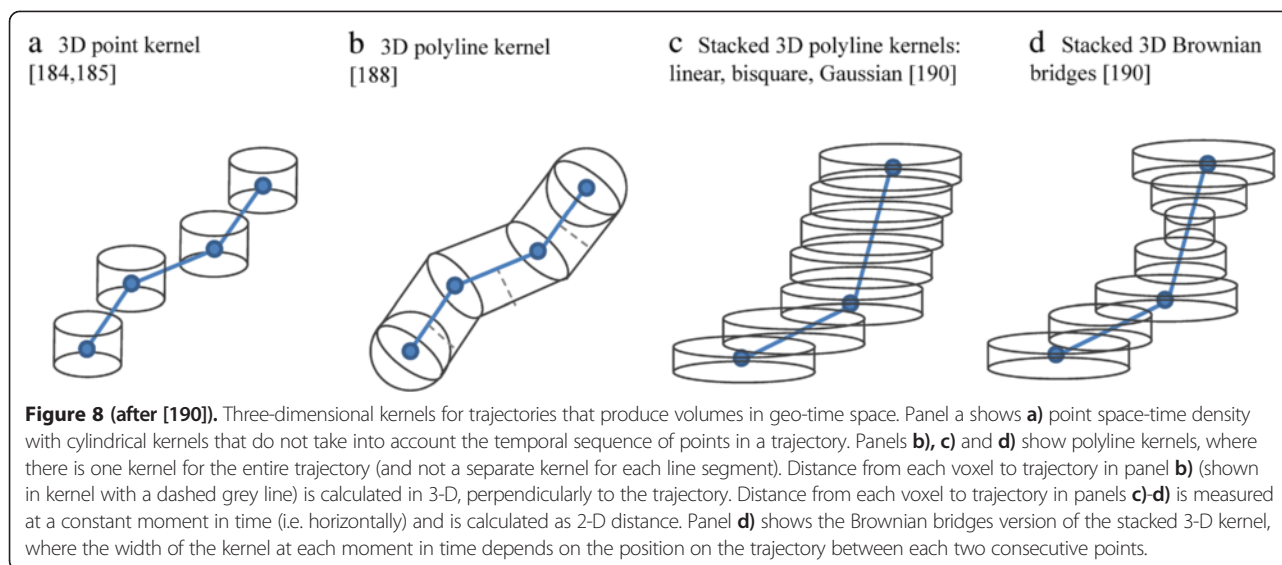 a 3D point kernel
[184,185]
b 3D polyline kernel
[188]
c Stacked 3D polyline kernels:
linear, bisquare, Gaussian [190]
d Stacked 3D Brownian
bridges [190]
Figure 8 (after [190]). Three-dimensional kernels for trajectories that produce volumes in geo-time space. Panel a shows a) point space-time density
with cylindrical kernels that do not take into account the temporal sequence of points in a trajectory. Panels b), c) and d) show polyline kernels, where
there is one kernel for the entire trajectory (and not a separate kernel for each line segment). Distance from each voxel to trajectory in panel b) (shown
in kernel with a dashed grey line) is calculated in 3-D, perpendicularly to the trajectory. Distance from each voxel to trajectory in panels c)-d) is measured
at a constant moment in time (i.e. horizontally) and is calculated as 2-D distance. Panel d) shows the Brownian bridges version of the stacked 3-D kernel,
where the width of the kernel at each moment in time depends on the position on the trajectory between each two consecutive points.